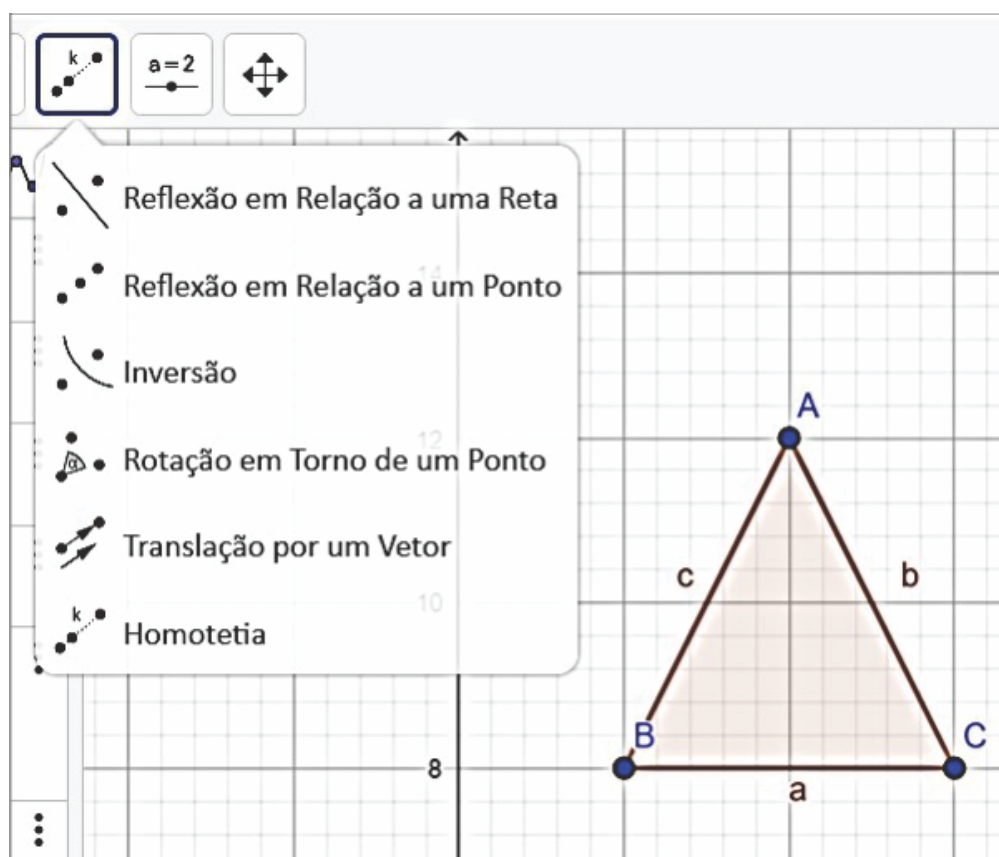 k
a=2
Reflexão em Relação a uma Reta
14
Reflexão em Relação a um Ponto
Inversão
12
α
Rotação em Torno de um Ponto
Translação por um Vetor
10
k
Homotetia
8
A
c
b
B
C
a